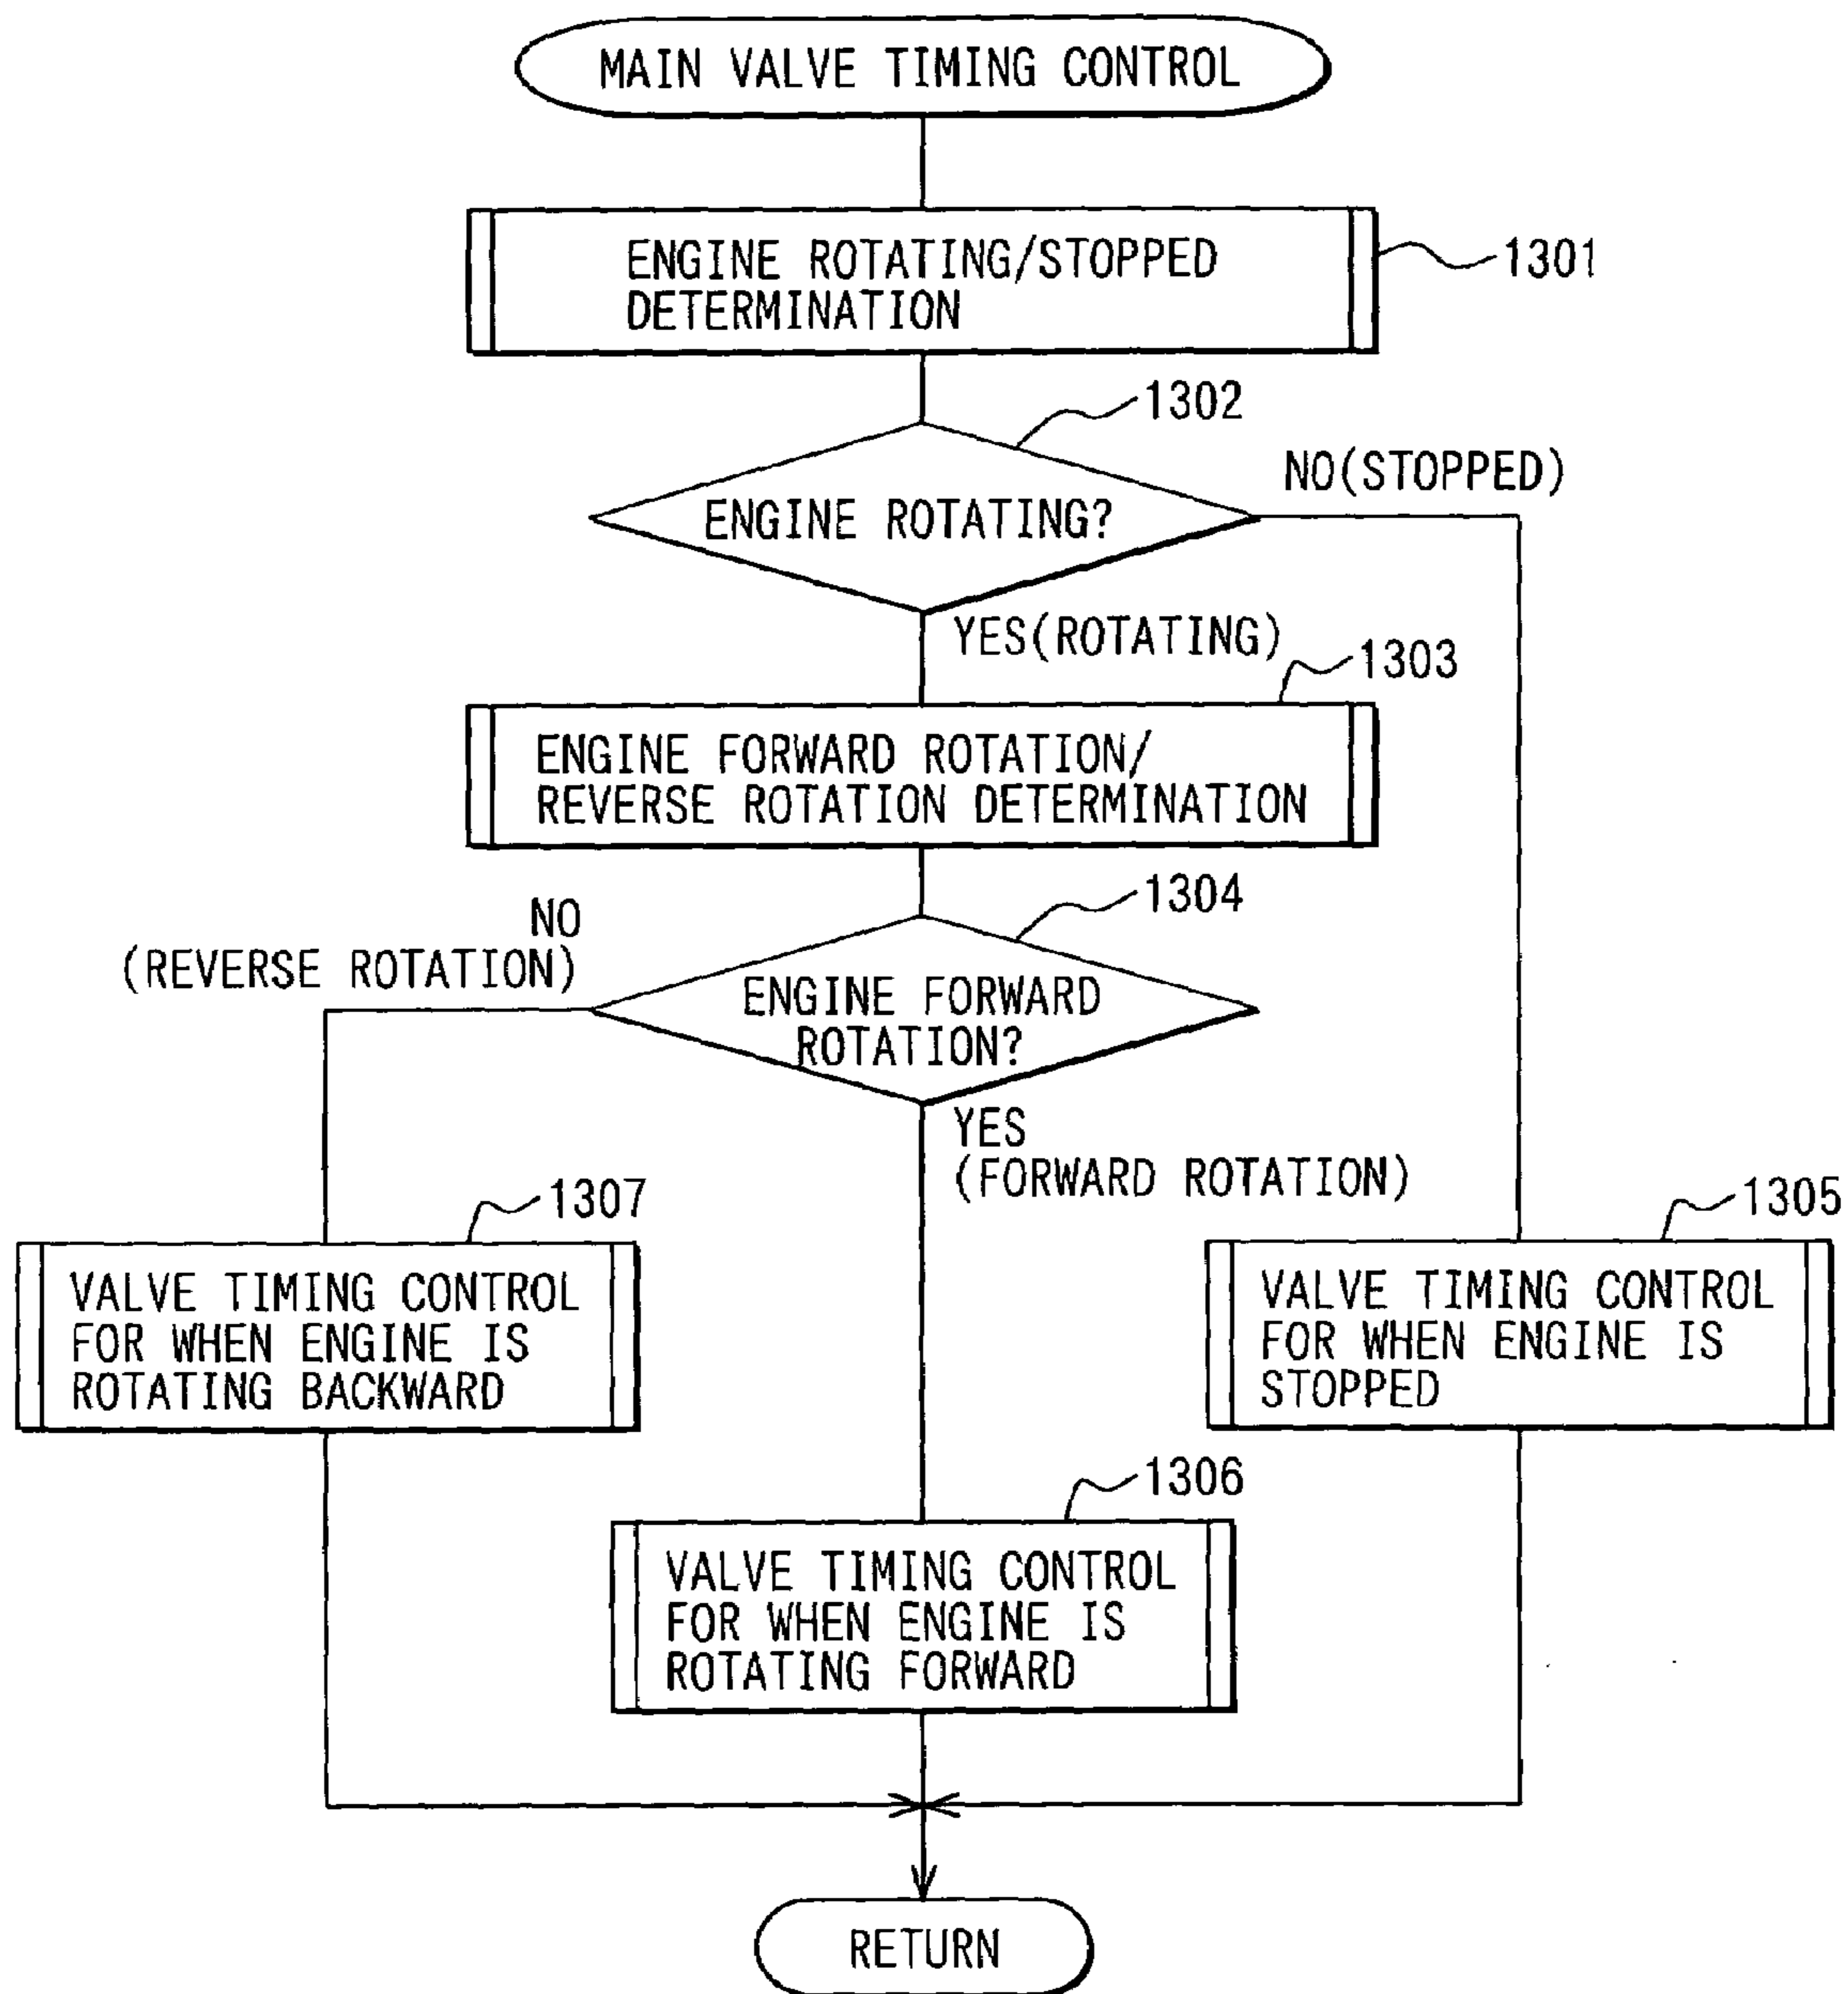 MAIN VALVE TIMING CONTROL
ENGINE ROTATING/STOPPED
DETERMINATION
1301
1302
ENGINE ROTATING?
NO(STOPPED)
YES(ROTATING)
1303
ENGINE FORWARD ROTATION/
REVERSE ROTATION DETERMINATION
1304
NO
(REVERSE ROTATION)
ENGINE FORWARD
ROTATION?
YES
(FORWARD ROTATION)
1307
VALVE TIMING CONTROL
FOR WHEN ENGINE IS
ROTATING BACKWARD
1305
VALVE TIMING CONTROL
FOR WHEN ENGINE IS
STOPPED
1306
VALVE TIMING CONTROL
FOR WHEN ENGINE IS
ROTATING FORWARD
RETURN